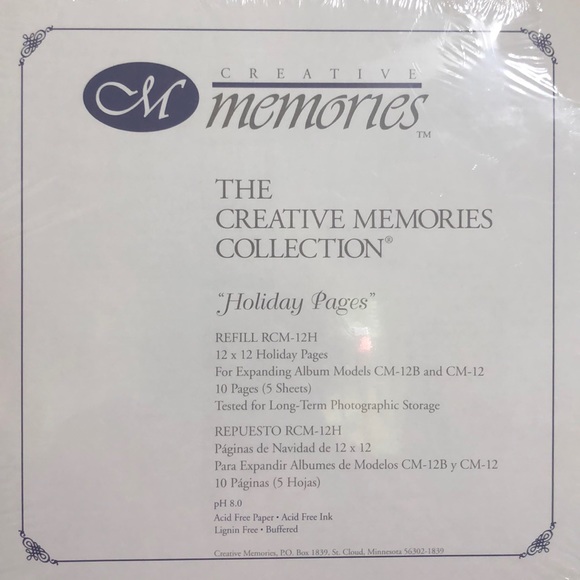 CM
CREATIVE
memories™
THE
CREATIVE MEMORIES
COLLECTION®
"Holiday Pages"
REFILL RCM-12H
12 x 12 Holiday Pages
For Expanding Album Models CM-12B and CM-12
10 Pages (5 Sheets)
Tested for Long-Term Photographic Storage
REPUESTO RCM-12H
Páginas de Navidad de 12 x 12
Para Expandir Albumes de Modelos CM-12B y CM-12
10 Páginas (5 Hojas)
pH 8.0
Acid Free Paper • Acid Free Ink
Lignin Free • Buffered
Creative Memories, P.O. Box 1839, St. Cloud, Minnesota 56302-1839